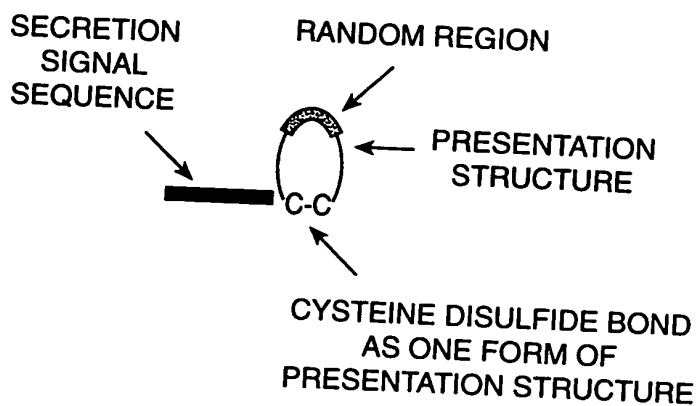 SECRETION
SIGNAL
SEQUENCE
RANDOM REGION
PRESENTATION
STRUCTURE
C-C
CYSTEINE DISULFIDE BOND
AS ONE FORM OF
PRESENTATION STRUCTURE